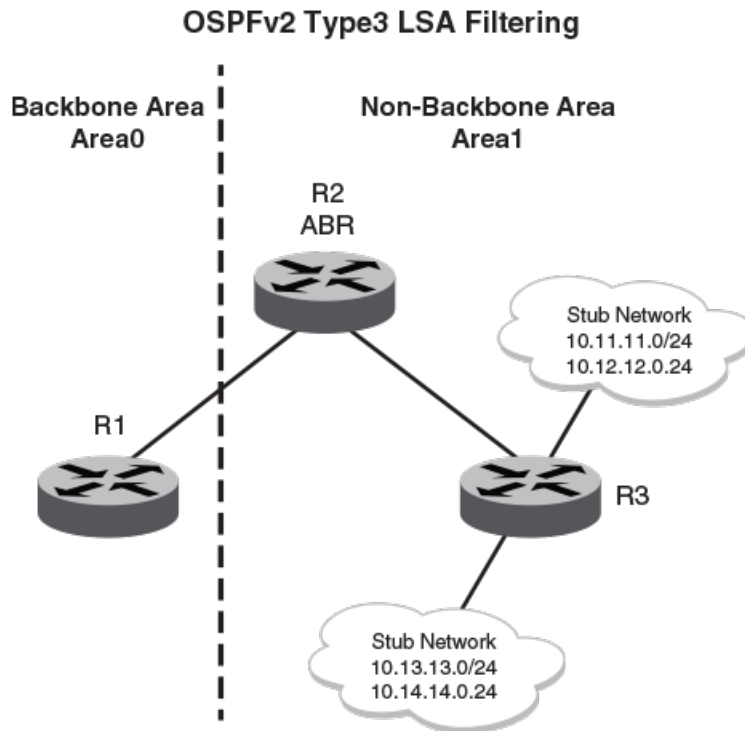 OSPFv2 Type3 LSA Filtering
Backbone Area
Area0
Non-Backbone Area
Area1
R2
ABR
Stub Network
10.11.11.0/24
10.12.12.0.24
R1
R3
Stub Network
10.13.13.0/24
10.14.14.0.24